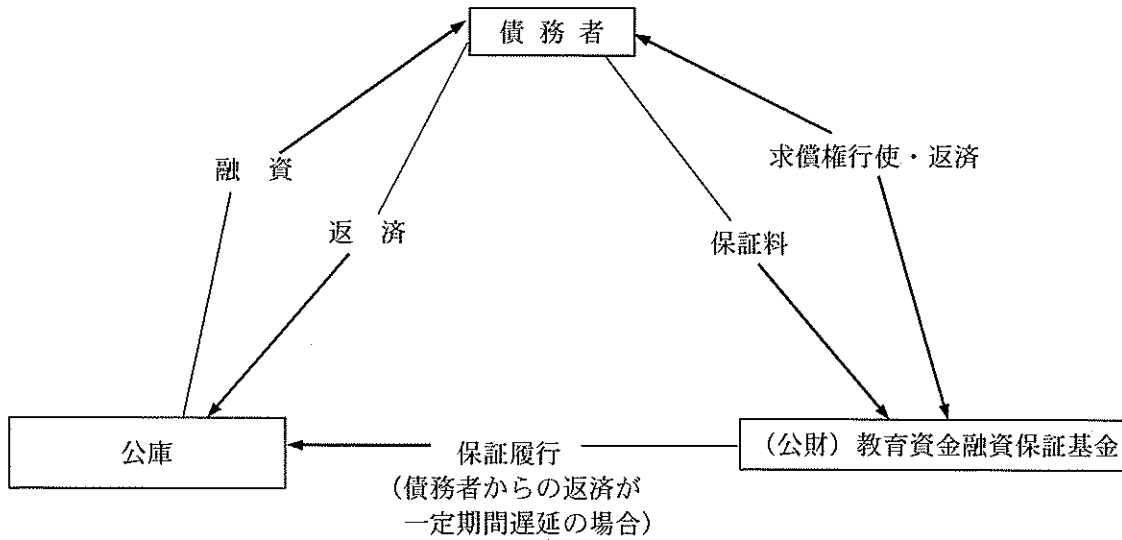 債務者
融資
求償権行使・返済
返済
保証料
公庫
保証履行
(債務者からの返済が
一定期間遅延の場合)
(公財)教育資金融資保証基金